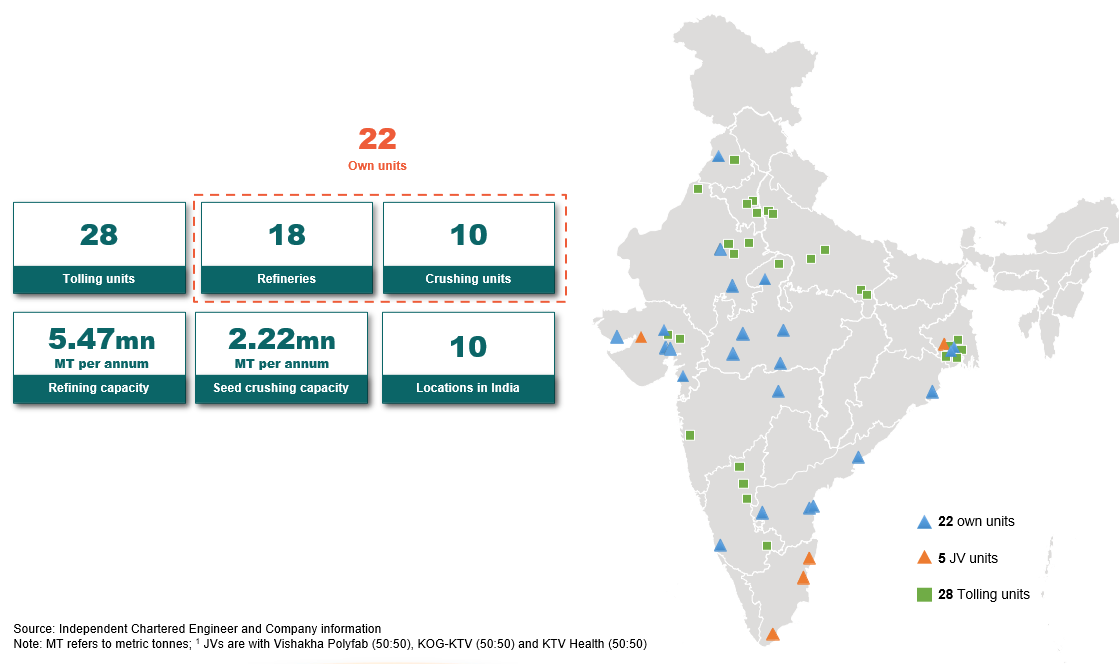 22
Own units
28
Tolling units
18
Refineries
10
Crushing units
5.47mn
MT per annum
Refining capacity
2.22mn
MT per annum
Seed crushing capacity
10
Locations in India
22 own units
5 JV units
28 Tolling units
Source: Independent Chartered Engineer and Company information
Note: MT refers to metric tonnes; ¹ JVs are with Vishakha Polyfab (50:50), KOG-KTV (50:50) and KTV Health (50:50)